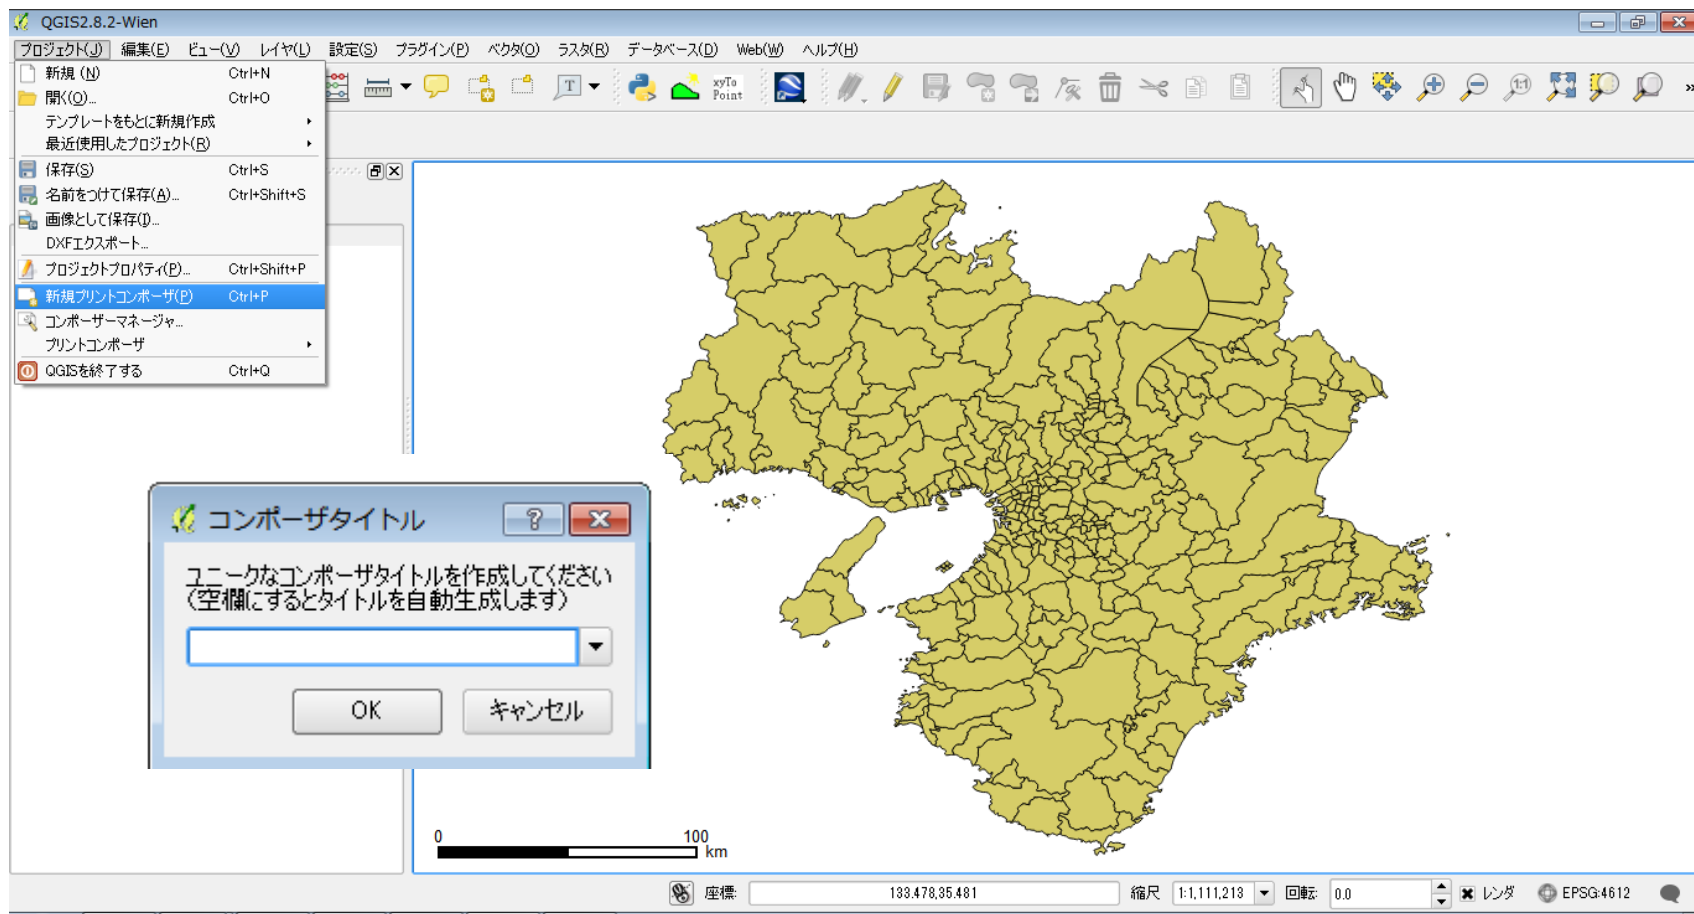 QGIS2.8.2-Wien
プロジェクト(J) 編集(E) ビュー(V) レイヤ(L) 設定(S) プラグイン(P) ベクタ(O) ラスタ(R) データベース(D) Web(W) ヘルプ(H)
新規 (N) Ctrl+N
開く(O)... Ctrl+O
テンプレートをもとに新規作成
最近使用したプロジェクト(R)
保存(S) Ctrl+S
名前をつけて保存(A)... Ctrl+Shift+S
画像として保存(I)...
DXFエクスポート...
プロジェクトプロパティ(P)... Ctrl+Shift+P
新規プリントコンポーザ(P) Ctrl+P
コンポーザーマネージャ...
プリントコンポーザ
QGISを終了する Ctrl+Q
T
xyTo
Point
1:1
»
コンポーザタイトル
?
ユニークなコンポーザタイトルを作成してください
(空欄にするとタイトルを自動生成します)
OK キャンセル
0 100
km
座標: 133.478,35.481 縮尺 1:1,111,213 回転: 0.0 レンダ EPSG:4612